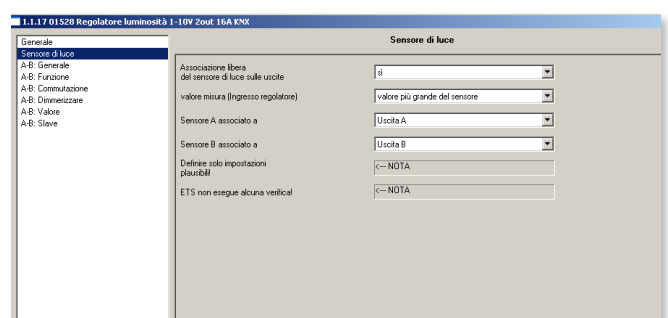 1.1.17 01528 Regolatore luminosità 1-10V 2out 16A KNX
Generale
Sensore di luce
A-B: Generale
A-B: Funzione
A-B: Commutazione
A-B: Dimmerizzare
A-B: Valore
A-B: Slave
Sensore di luce
Associazione libera
del sensore di luce sulle uscite
sì
valore misura (Ingresso regolatore)
valore più grande del sensore
Sensore A associato a
Uscita A
Sensore B associato a
Uscita B
Definire solo impostazioni
plausibili!
<--- NOTA
ETS non esegue alcuna verifica!
<--- NOTA